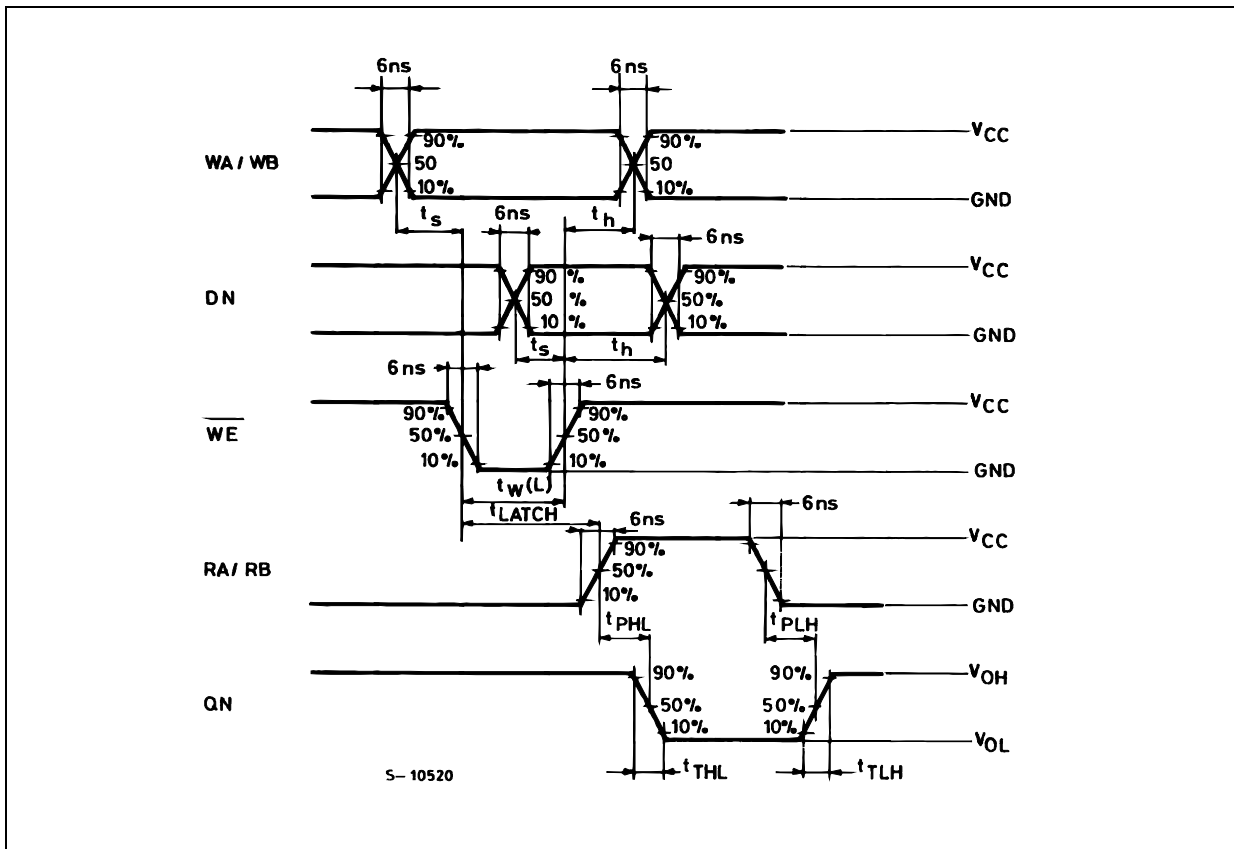 6ns 6ns
90% 90% VCC
WA / WB 50 50
10% 10% GND
ts 6ns th 6ns
90 % 90% VCC
DN 50 % 50%
10 % 10% GND
ts th
6ns 6ns
90% 90% VCC
WE 50% 50%
10% 10% GND
tW(L)
tLATCH 6ns 6ns
90% VCC
RA / RB 50%
10% GND
tPHL tPLH
90% 90% VOH
QN 50% 50%
10% 10% VOL
S-10520 tTHL tTLH